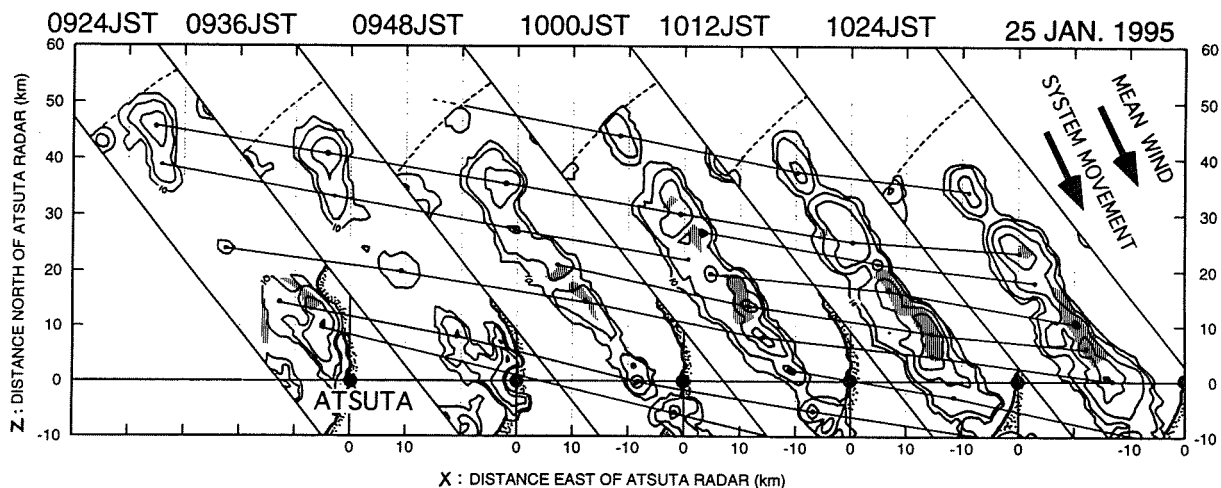 0924JST 0936JST 0948JST 1000JST 1012JST 1024JST 25 JAN. 1995
60 50 40 30 20 10 0 -10
Z : DISTANCE NORTH OF ATSUTA RADAR (km)
MEAN WIND
SYSTEM MOVEMENT
ATSUTA
10
60 50 40 30 20 10 0 -10
0 10 0 10 -10 0 -10 0 10 -10 0 -10 0
X : DISTANCE EAST OF ATSUTA RADAR (km)